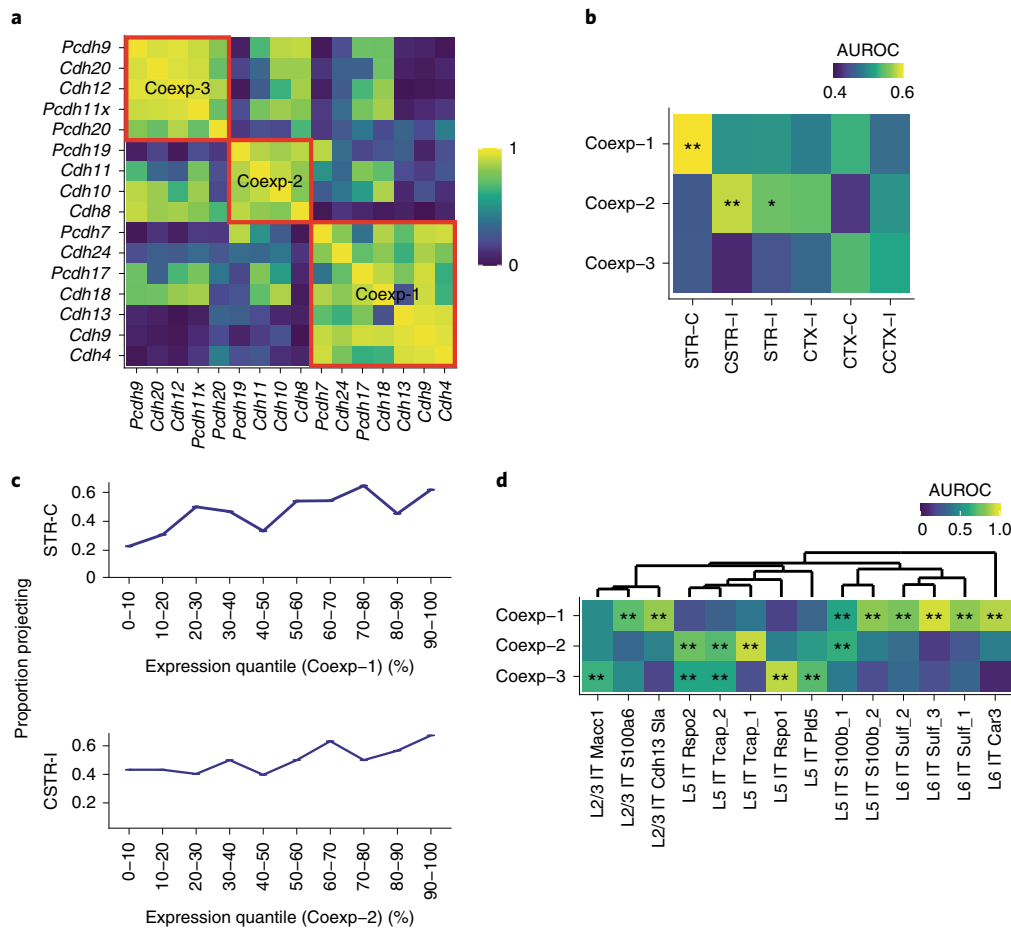 a
Pcdh9
Cdh20
Cdh12
Pcdh11x
Pcdh20
Pcdh19
Cdh11
Cdh10
Cdh8
Pcdh7
Cdh24
Pcdh17
Cdh18
Cdh13
Cdh9
Cdh4
Coexp-3
Coexp-2
Coexp-1
1
0
Pcdh9
Cdh20
Cdh12
Pcdh11x
Pcdh20
Pcdh19
Cdh11
Cdh10
Cdh8
Pcdh7
Cdh24
Pcdh17
Cdh18
Cdh13
Cdh9
Cdh4
b
AUROC
0.4 0.6
Coexp−1
Coexp−2
Coexp−3
**
** *
STR−C
CSTR−I
STR−I
CTX−I
CTX−C
CCTX−I
c
Proportion projecting
STR-C
0.6
0.4
0.2
0
0−10
10−20
20−30
30−40
40−50
50−60
60−70
70−80
80−90
90−100
Expression quantile (Coexp−1) (%)
CSTR-I
0.6
0.4
0.2
0−10
10−20
20−30
30−40
40−50
50−60
60−70
70−80
80−90
90−100
Expression quantile (Coexp−2) (%)
d
AUROC
0 0.5 1.0
Coexp−1
Coexp−2
Coexp−3
** ** ** ** ** ** ** **
** ** ** **
** ** ** ** **
L2/3 IT Macc1
L2/3 IT S100a6
L2/3 IT Cdh13 Sla
L5 IT Rspo2
L5 IT Tcap_2
L5 IT Tcap_1
L5 IT Rspo1
L5 IT Pld5
L5 IT S100b_1
L5 IT S100b_2
L6 IT Sulf_2
L6 IT Sulf_3
L6 IT Sulf_1
L6 IT Car3